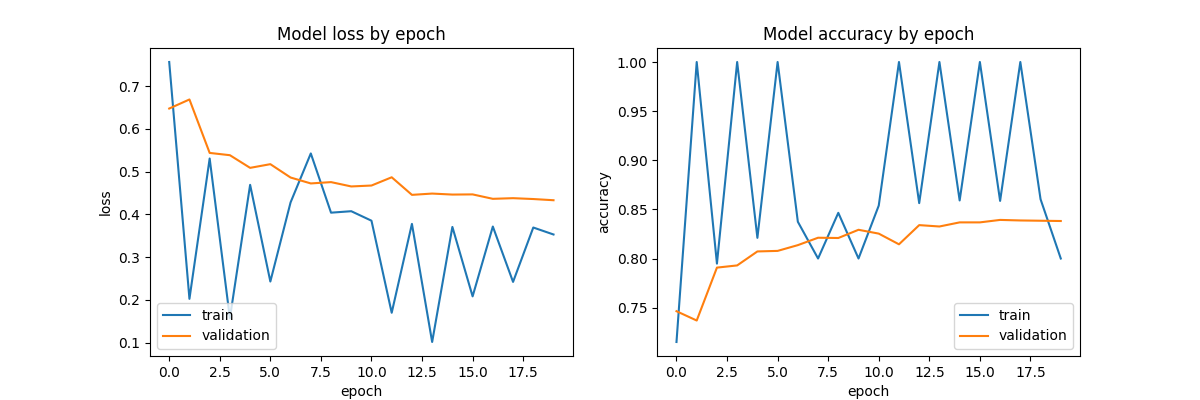 Model loss by epoch
loss
0.7
0.6
0.5
0.4
0.3
0.2
0.1
train
validation
0.0 2.5 5.0 7.5 10.0 12.5 15.0 17.5
epoch
Model accuracy by epoch
accuracy
1.00
0.95
0.90
0.85
0.80
0.75
train
validation
0.0 2.5 5.0 7.5 10.0 12.5 15.0 17.5
epoch